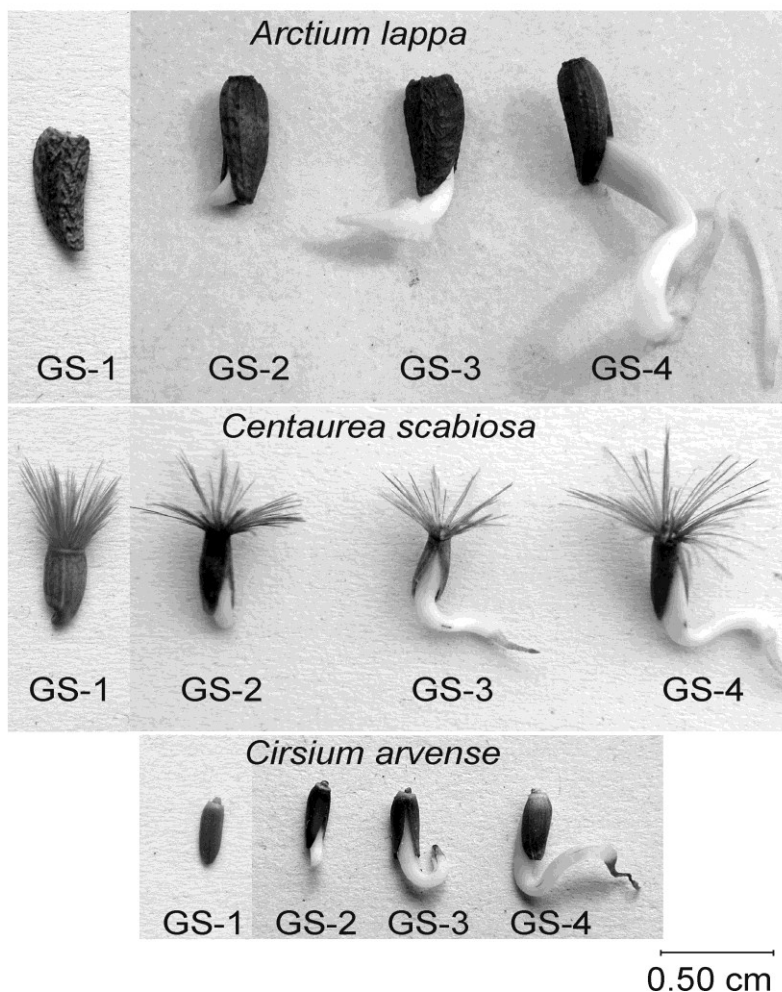 Arctium lappa
GS-1 GS-2 GS-3 GS-4
Centaurea scabiosa
GS-1 GS-2 GS-3 GS-4
Cirsium arvense
GS-1 GS-2 GS-3 GS-4
0.50 cm